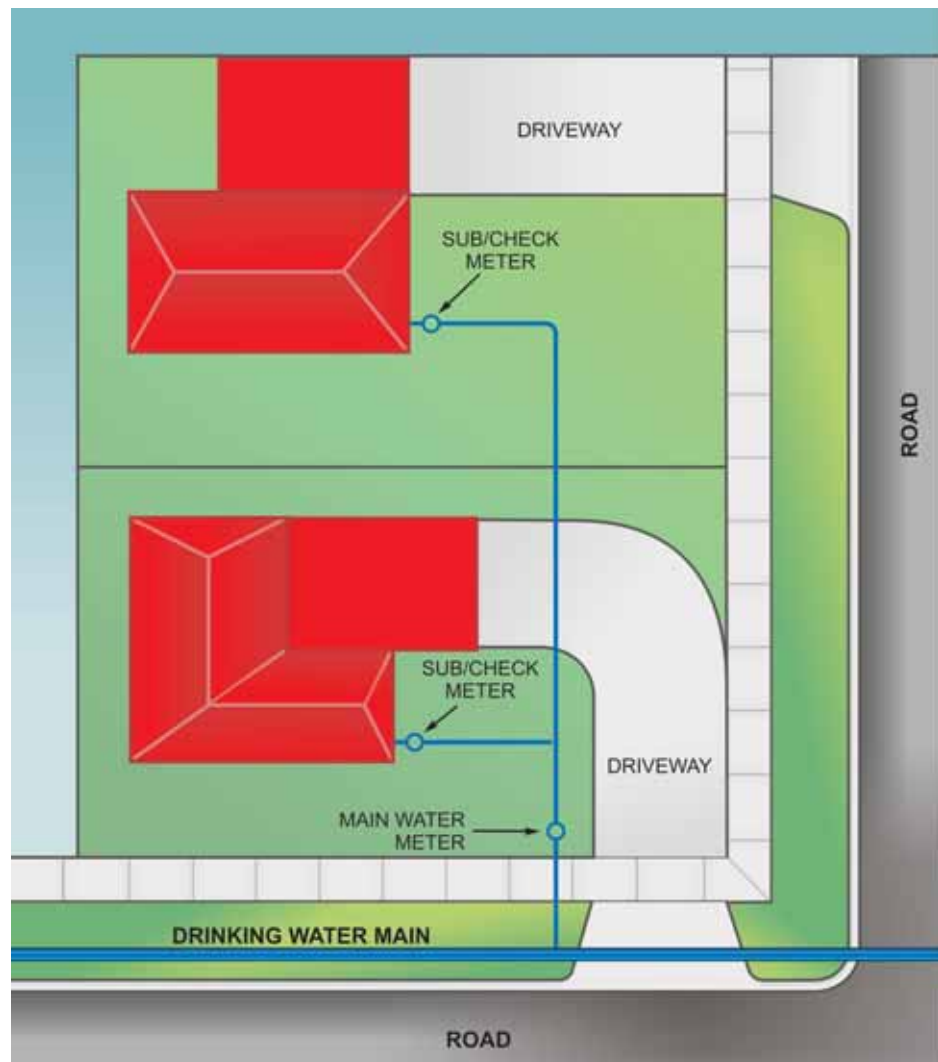 DRIVEWAY
SUB/CHECK
METER
ROAD
SUB/CHECK
METER
DRIVEWAY
MAIN WATER
METER
DRINKING WATER MAIN
ROAD